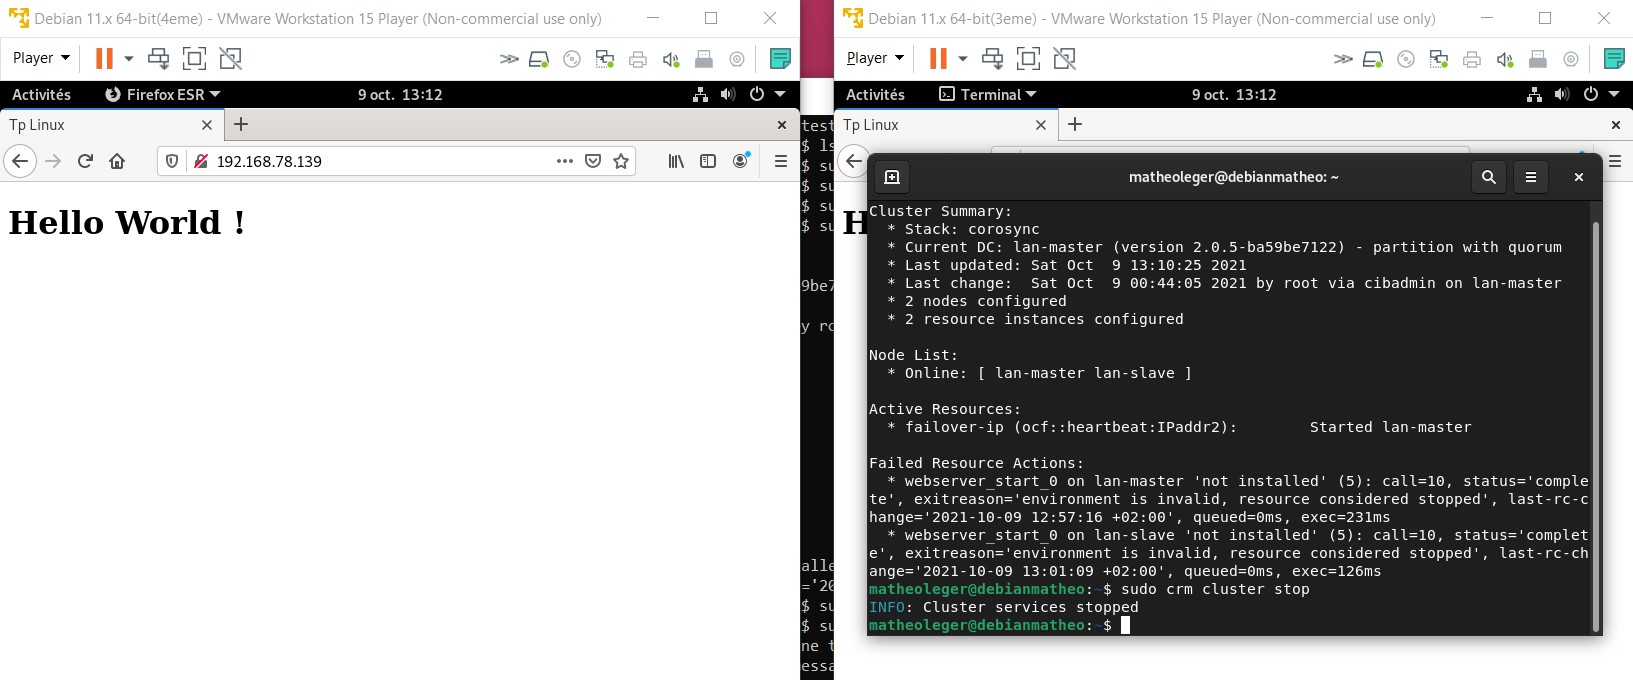 Debian 11.x 64-bit(4eme) - VMware Workstation 15 Player (Non-commercial use only)
Player
Activités
Firefox ESR
9 oct. 13:12
Tp Linux
192.168.78.139
Hello World !
test
$ ls
$ su
$ su
$ su
$ su
9be7
y ro
alle
='20
$ su
$ su
ne t
essa
Debian 11.x 64-bit(3eme) - VMware Workstation 15 Player (Non-commercial use only)
Player
Activités
Terminal
9 oct. 13:12
Tp Linux
H
matheoleger@debianmatheo: ~
Cluster Summary:
* Stack: corosync
* Current DC: lan-master (version 2.0.5-ba59be7122) - partition with quorum
* Last updated: Sat Oct  9 13:10:25 2021
* Last change:  Sat Oct  9 00:44:05 2021 by root via cibadmin on lan-master
* 2 nodes configured
* 2 resource instances configured
Node List:
* Online: [ lan-master lan-slave ]
Active Resources:
* failover-ip (ocf::heartbeat:IPaddr2):        Started lan-master
Failed Resource Actions:
* webserver_start_0 on lan-master 'not installed' (5): call=10, status='comple
te', exitreason='environment is invalid, resource considered stopped', last-rc-c
hange='2021-10-09 12:57:16 +02:00', queued=0ms, exec=231ms
* webserver_start_0 on lan-slave 'not installed' (5): call=10, status='complet
e', exitreason='environment is invalid, resource considered stopped', last-rc-ch
ange='2021-10-09 13:01:09 +02:00', queued=0ms, exec=126ms
matheoleger@debianmatheo:~$ sudo crm cluster stop
INFO: Cluster services stopped
matheoleger@debianmatheo:~$